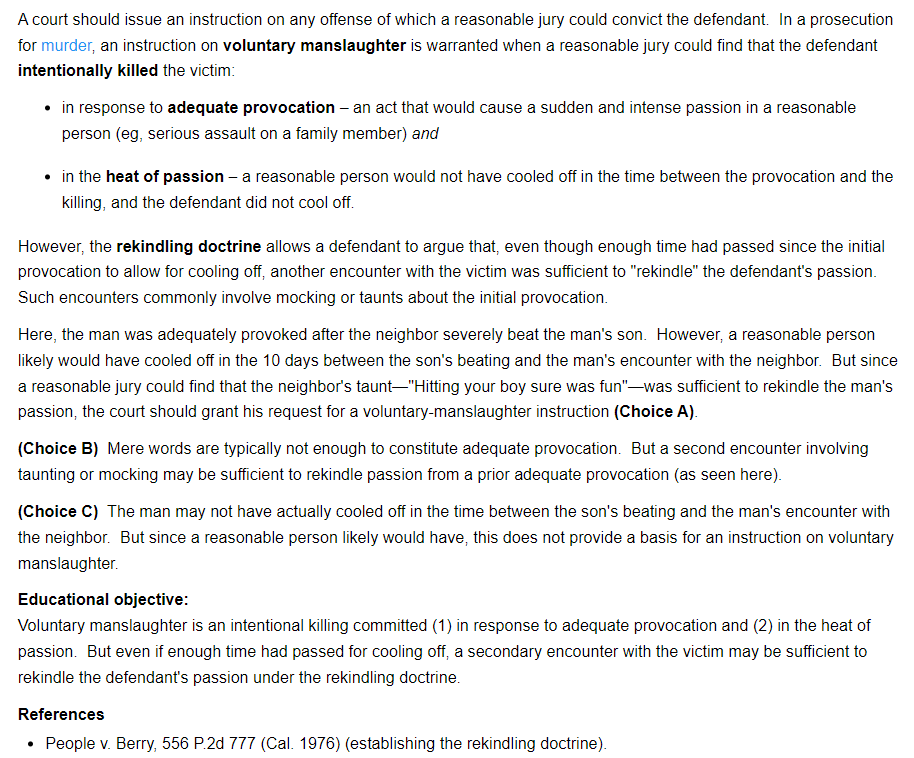 A court should issue an instruction on any offense of which a reasonable jury could convict the defendant. In a prosecution
for murder, an instruction on voluntary manslaughter is warranted when a reasonable jury could find that the defendant
intentionally killed the victim:
• in response to adequate provocation – an act that would cause a sudden and intense passion in a reasonable
person (eg, serious assault on a family member) and
• in the heat of passion – a reasonable person would not have cooled off in the time between the provocation and the
killing, and the defendant did not cool off.
However, the rekindling doctrine allows a defendant to argue that, even though enough time had passed since the initial
provocation to allow for cooling off, another encounter with the victim was sufficient to "rekindle" the defendant's passion.
Such encounters commonly involve mocking or taunts about the initial provocation.
Here, the man was adequately provoked after the neighbor severely beat the man's son. However, a reasonable person
likely would have cooled off in the 10 days between the son's beating and the man's encounter with the neighbor. But since
a reasonable jury could find that the neighbor's taunt—"Hitting your boy sure was fun"—was sufficient to rekindle the man's
passion, the court should grant his request for a voluntary-manslaughter instruction (Choice A).
(Choice B) Mere words are typically not enough to constitute adequate provocation. But a second encounter involving
taunting or mocking may be sufficient to rekindle passion from a prior adequate provocation (as seen here).
(Choice C) The man may not have actually cooled off in the time between the son's beating and the man's encounter with
the neighbor. But since a reasonable person likely would have, this does not provide a basis for an instruction on voluntary
manslaughter.
Educational objective:
Voluntary manslaughter is an intentional killing committed (1) in response to adequate provocation and (2) in the heat of
passion. But even if enough time had passed for cooling off, a secondary encounter with the victim may be sufficient to
rekindle the defendant's passion under the rekindling doctrine.
References
• People v. Berry, 556 P.2d 777 (Cal. 1976) (establishing the rekindling doctrine).